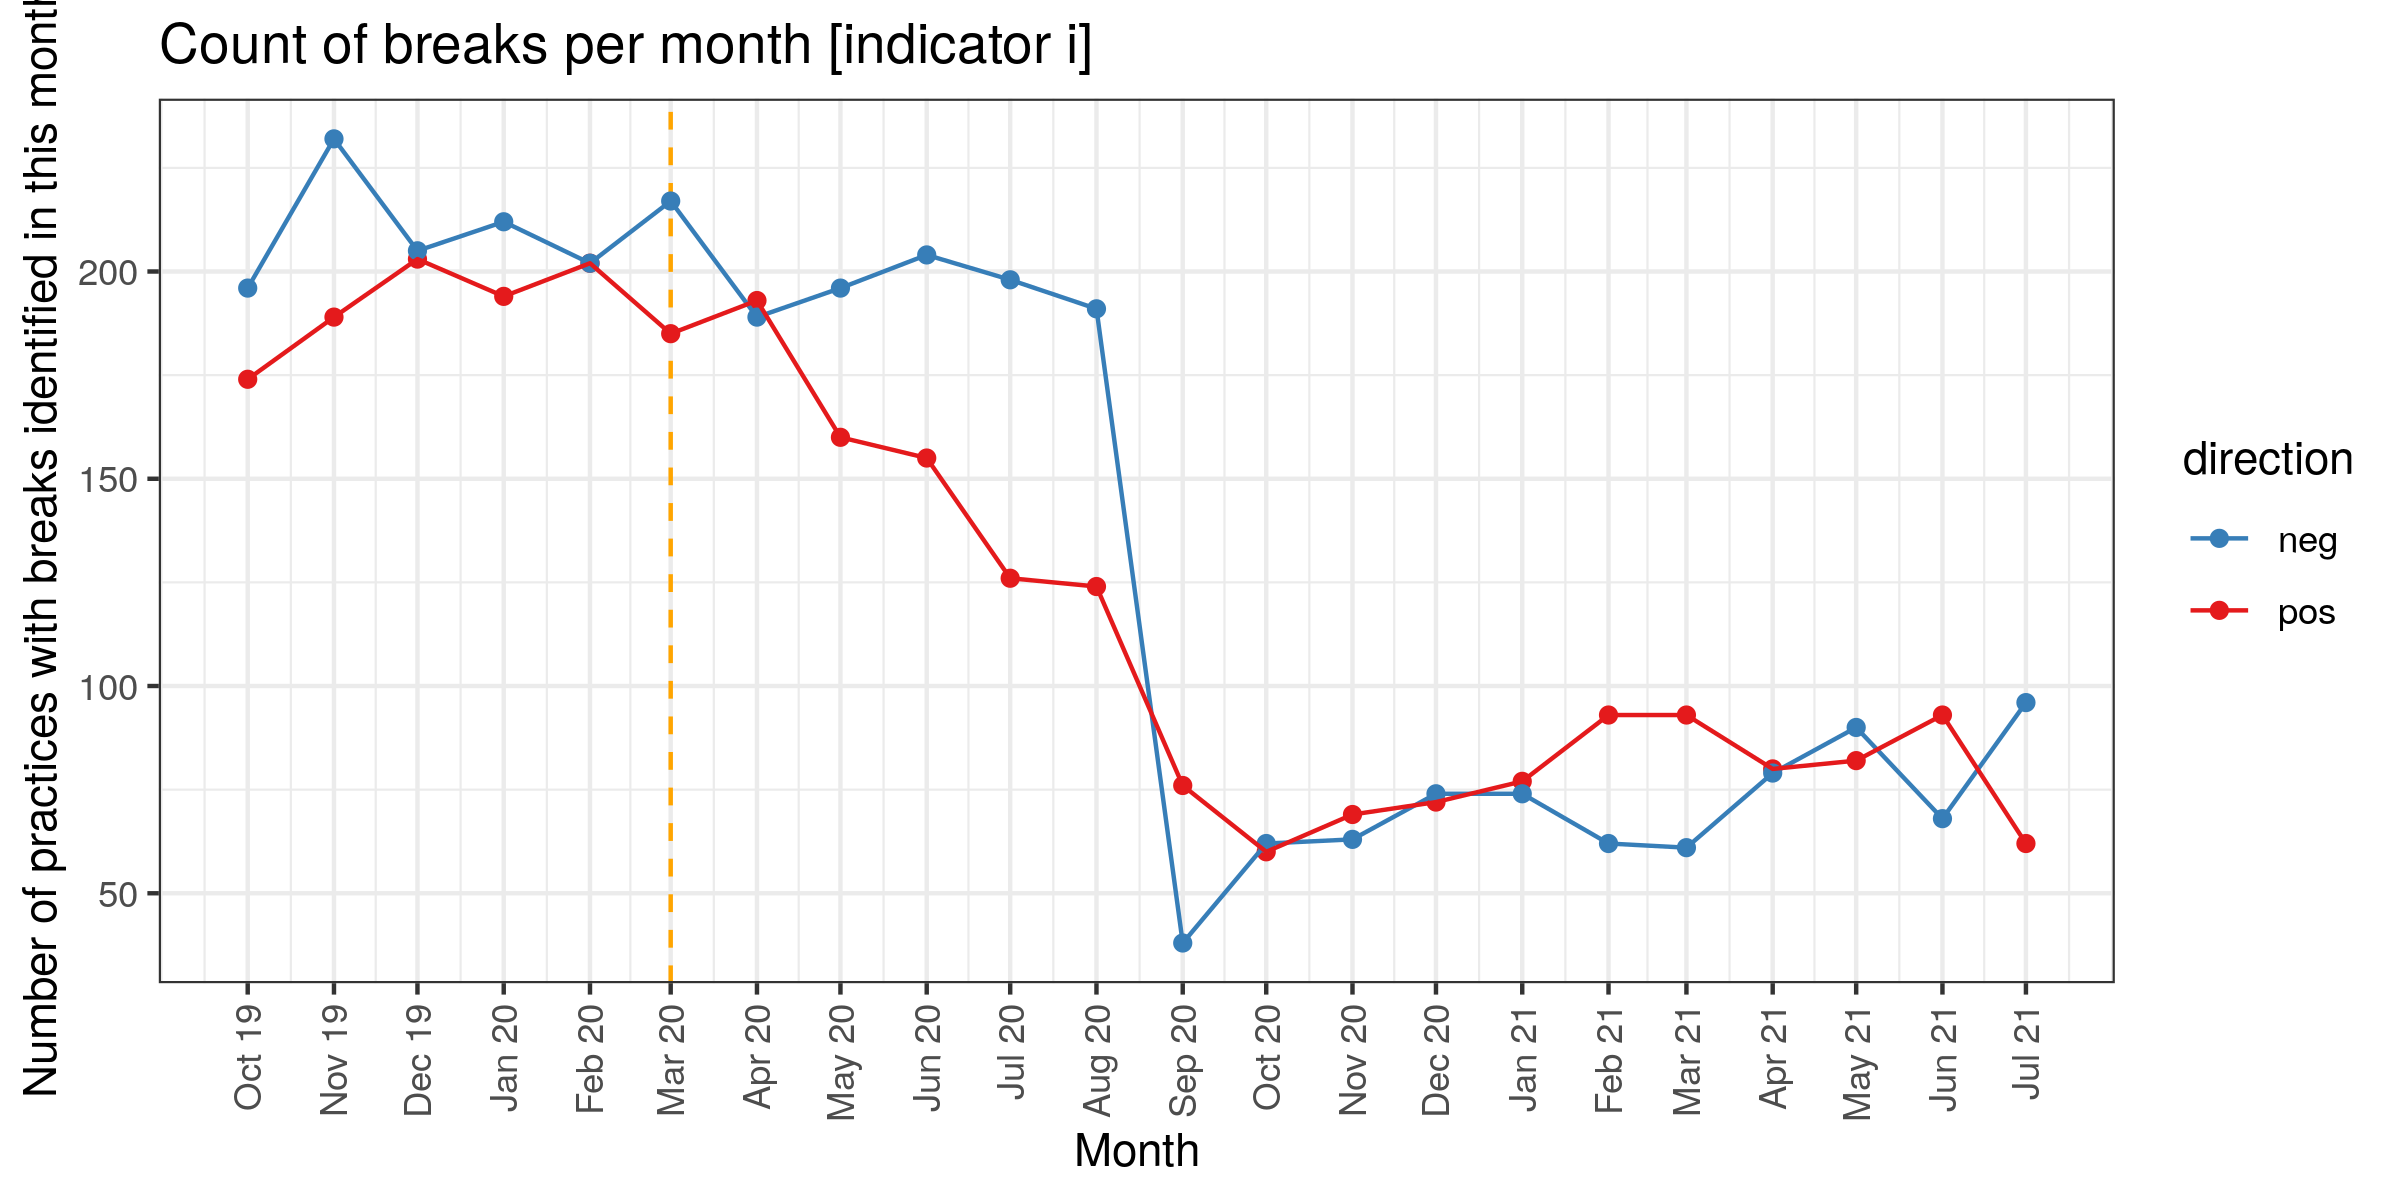 Count of breaks per month [indicator i]
Number of practices with breaks identified in this month
200
150
100
50
Oct 19
Nov 19
Dec 19
Jan 20
Feb 20
Mar 20
Apr 20
May 20
Jun 20
Jul 20
Aug 20
Sep 20
Oct 20
Nov 20
Dec 20
Jan 21
Feb 21
Mar 21
Apr 21
May 21
Jun 21
Jul 21
Month
direction
neg
pos